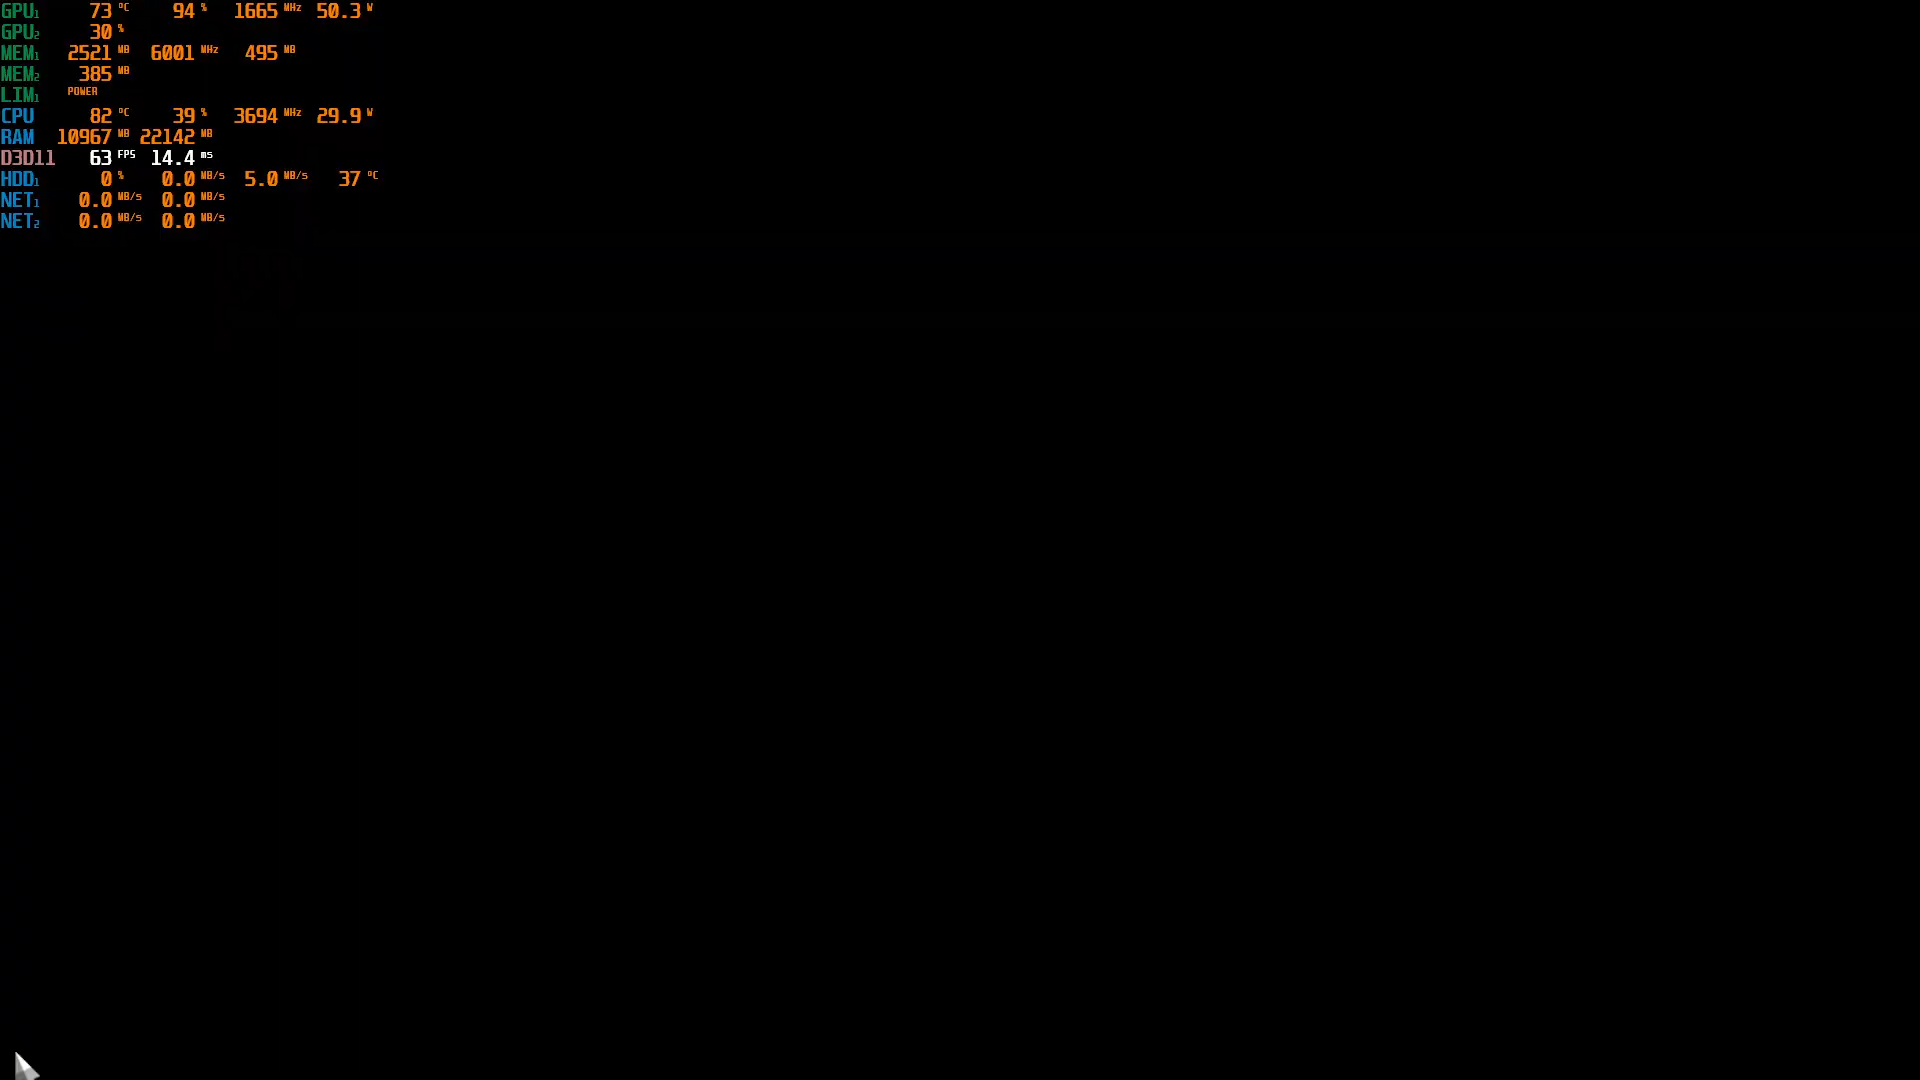 GPU1 73 °C 94 % 1665 MHz 50.3 W
GPU2 30 %
MEM1 2521 MB 6001 MHz 495 MB
MEM2 385 MB
LIM1 POWER
CPU 82 °C 39 % 3694 MHz 29.9 W
RAM 10967 MB 22142 MB
D3D11 63 FPS 14.4 ms
HDD1 0 % 0.0 MB/s 5.0 MB/s 37 °C
NET1 0.0 MB/s 0.0 MB/s
NET2 0.0 MB/s 0.0 MB/s